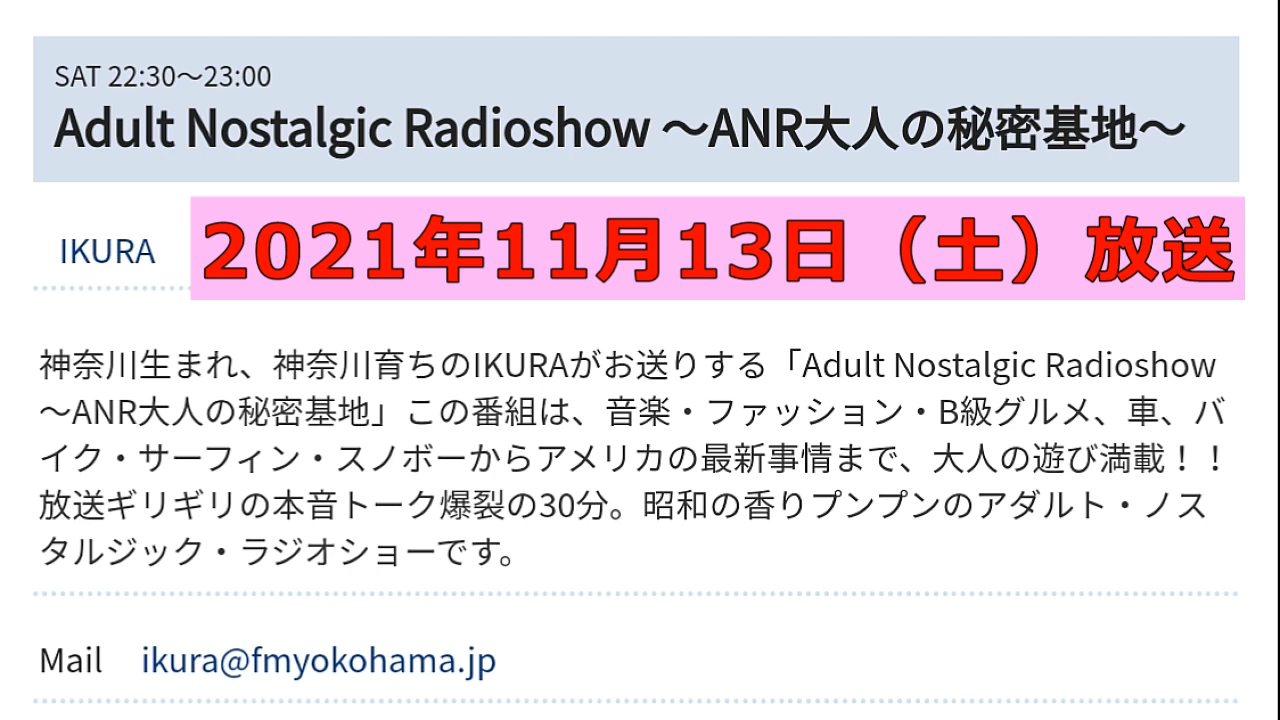 SAT 22:30～23:00
Adult Nostalgic Radioshow ～ANR大人の秘密基地～
IKURA
2021年11月13日（土）放送
神奈川生まれ、神奈川育ちのIKURAがお送りする「Adult Nostalgic Radioshow
～ANR大人の秘密基地」この番組は、音楽・ファッション・B級グルメ、車、バ
イク・サーフィン・スノボーからアメリカの最新事情まで、大人の遊び満載！！
放送ギリギリの本音トーク爆裂の30分。昭和の香りプンプンのアダルト・ノス
タルジック・ラジオショーです。
Mail ikura@fmyokohama.jp